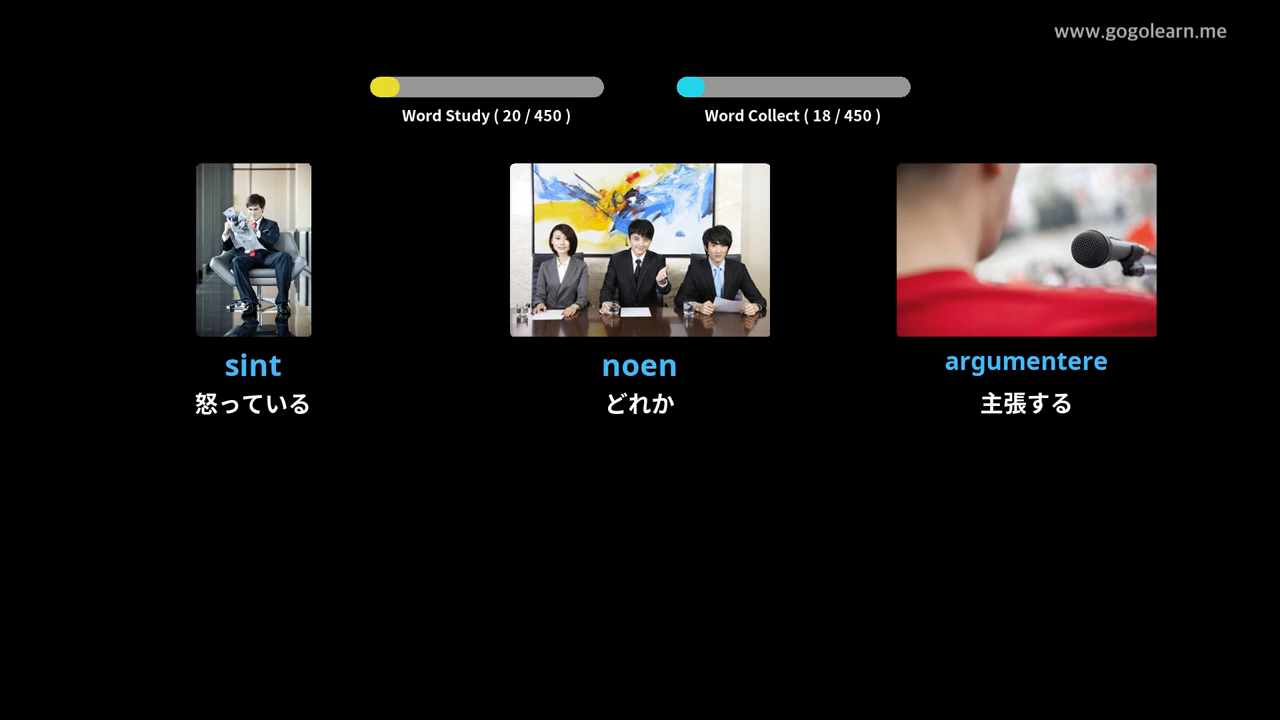 www.gogolearn.me
Word Study ( 20 / 450 )
Word Collect ( 18 / 450 )
sint
noen
argumentere
怒っている
どれか
主張する